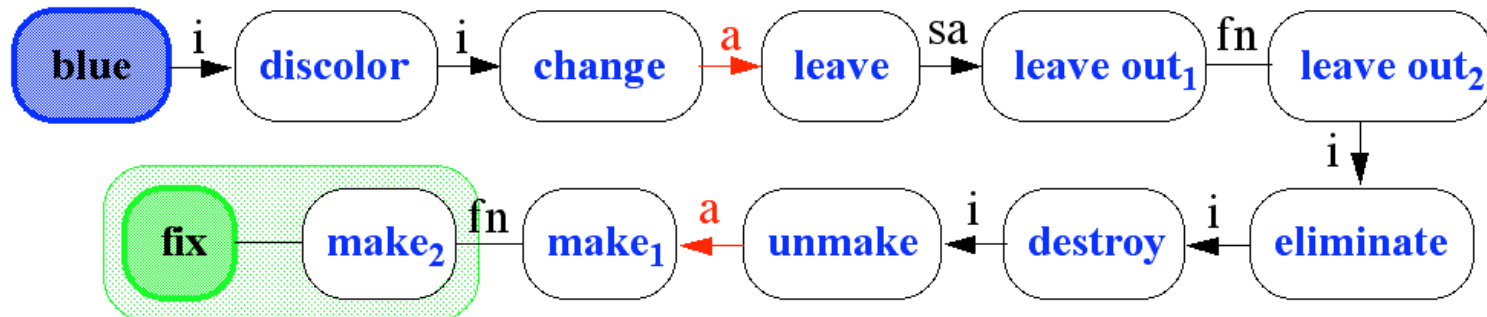 i i a sa fn
blue discolor change leave leave out₁ leave out₂
i
fn a i i
fix make₂ make₁ unmake destroy eliminate